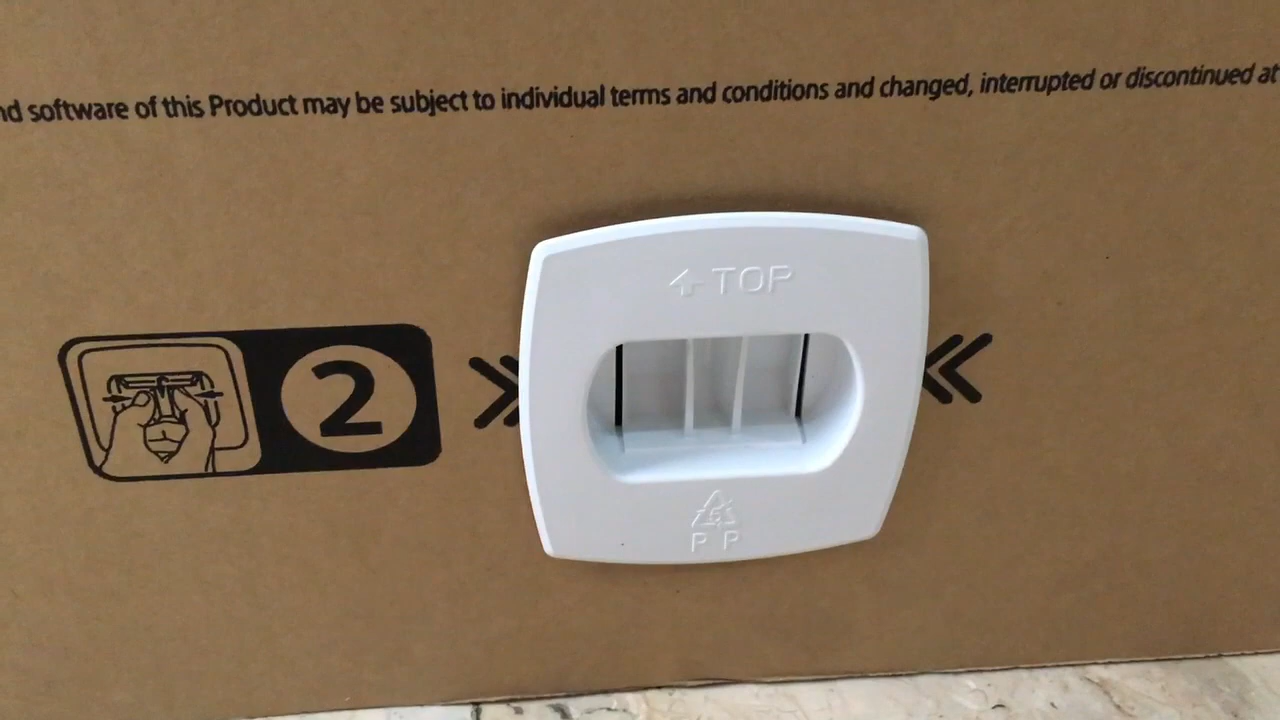 nd software of this Product may be subject to individual terms and conditions and changed, interrupted or discontinued at
TOP
2
5
PP